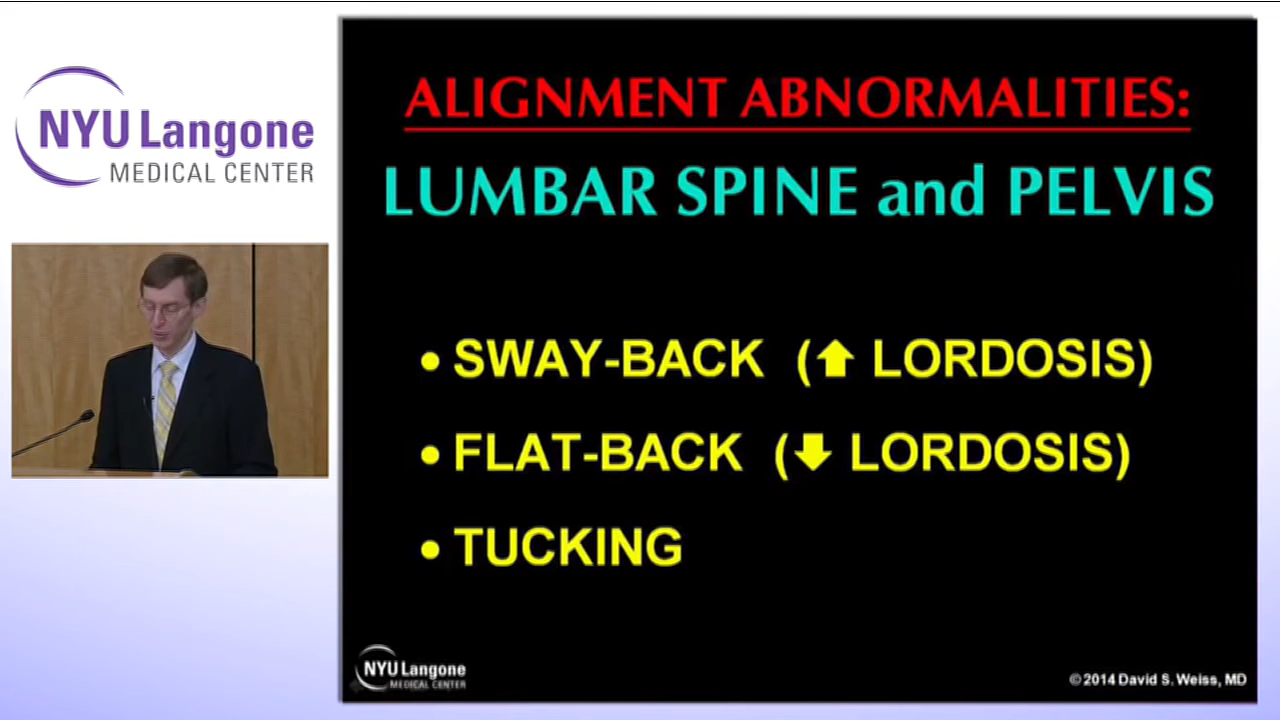 NYU Langone
MEDICAL CENTER
ALIGNMENT ABNORMALITIES:
LUMBAR SPINE and PELVIS
• SWAY-BACK (⬆ LORDOSIS)
• FLAT-BACK (⬇ LORDOSIS)
• TUCKING
NYU Langone
MEDICAL CENTER
©2014 David S. Weiss, MD